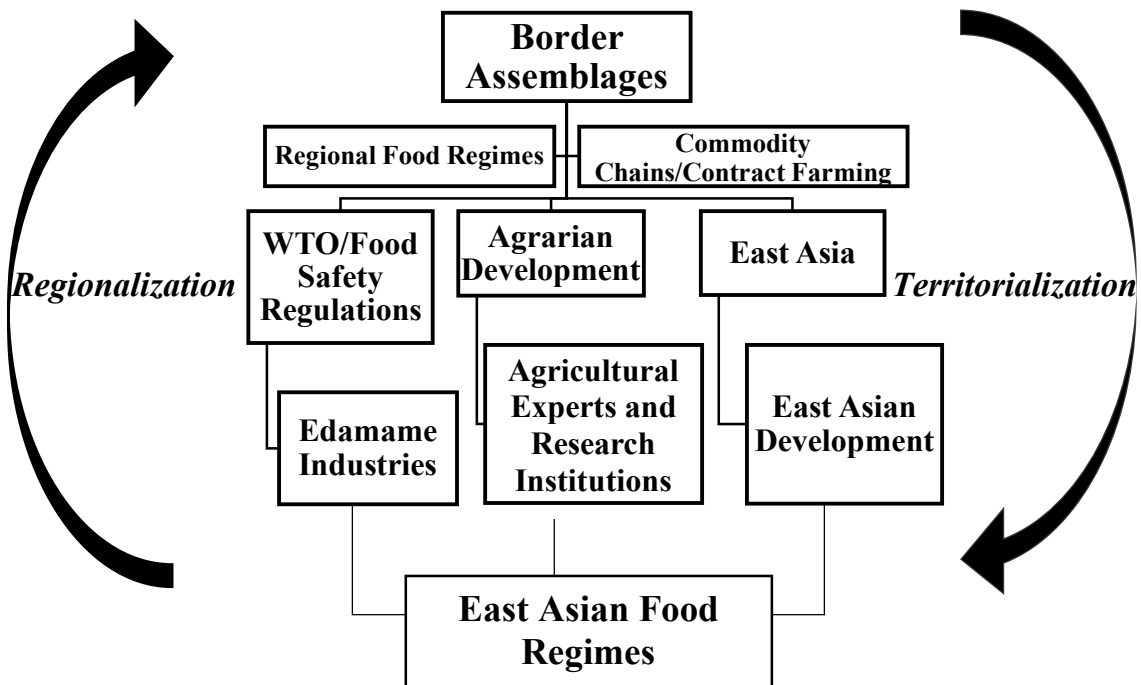 Border
Assemblages
Regional Food Regimes
Commodity
Chains/Contract Farming
WTO/Food
Safety
Regulations
Agrarian
Development
East Asia
Regionalization
Territorialization
Edamame
Industries
Agricultural
Experts and
Research
Institutions
East Asian
Development
East Asian Food
Regimes